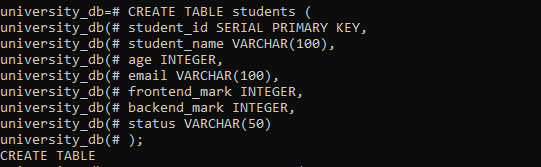 university_db=# CREATE TABLE students (
university_db(# student_id SERIAL PRIMARY KEY,
university_db(# student_name VARCHAR(100),
university_db(# age INTEGER,
university_db(# email VARCHAR(100),
university_db(# frontend_mark INTEGER,
university_db(# backend_mark INTEGER,
university_db(# status VARCHAR(50)
university_db(# );
CREATE TABLE